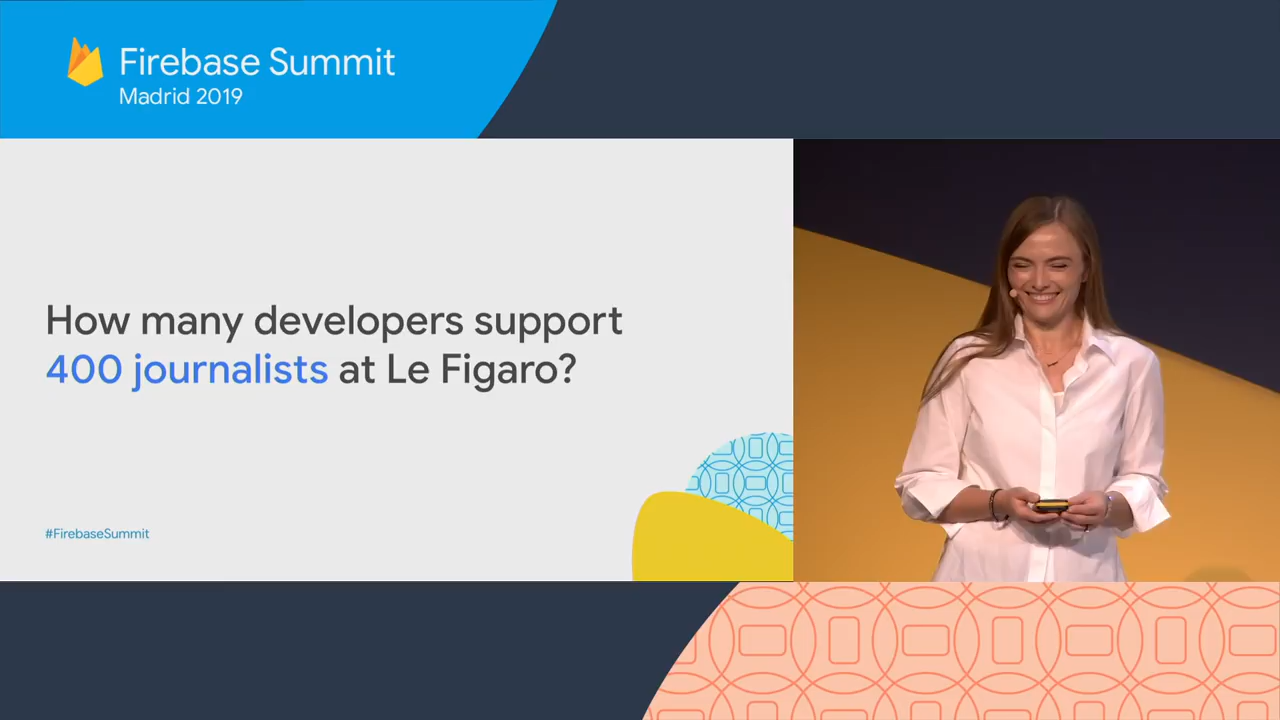 Firebase Summit
Madrid 2019
How many developers support
400 journalists at Le Figaro?
#FirebaseSummit